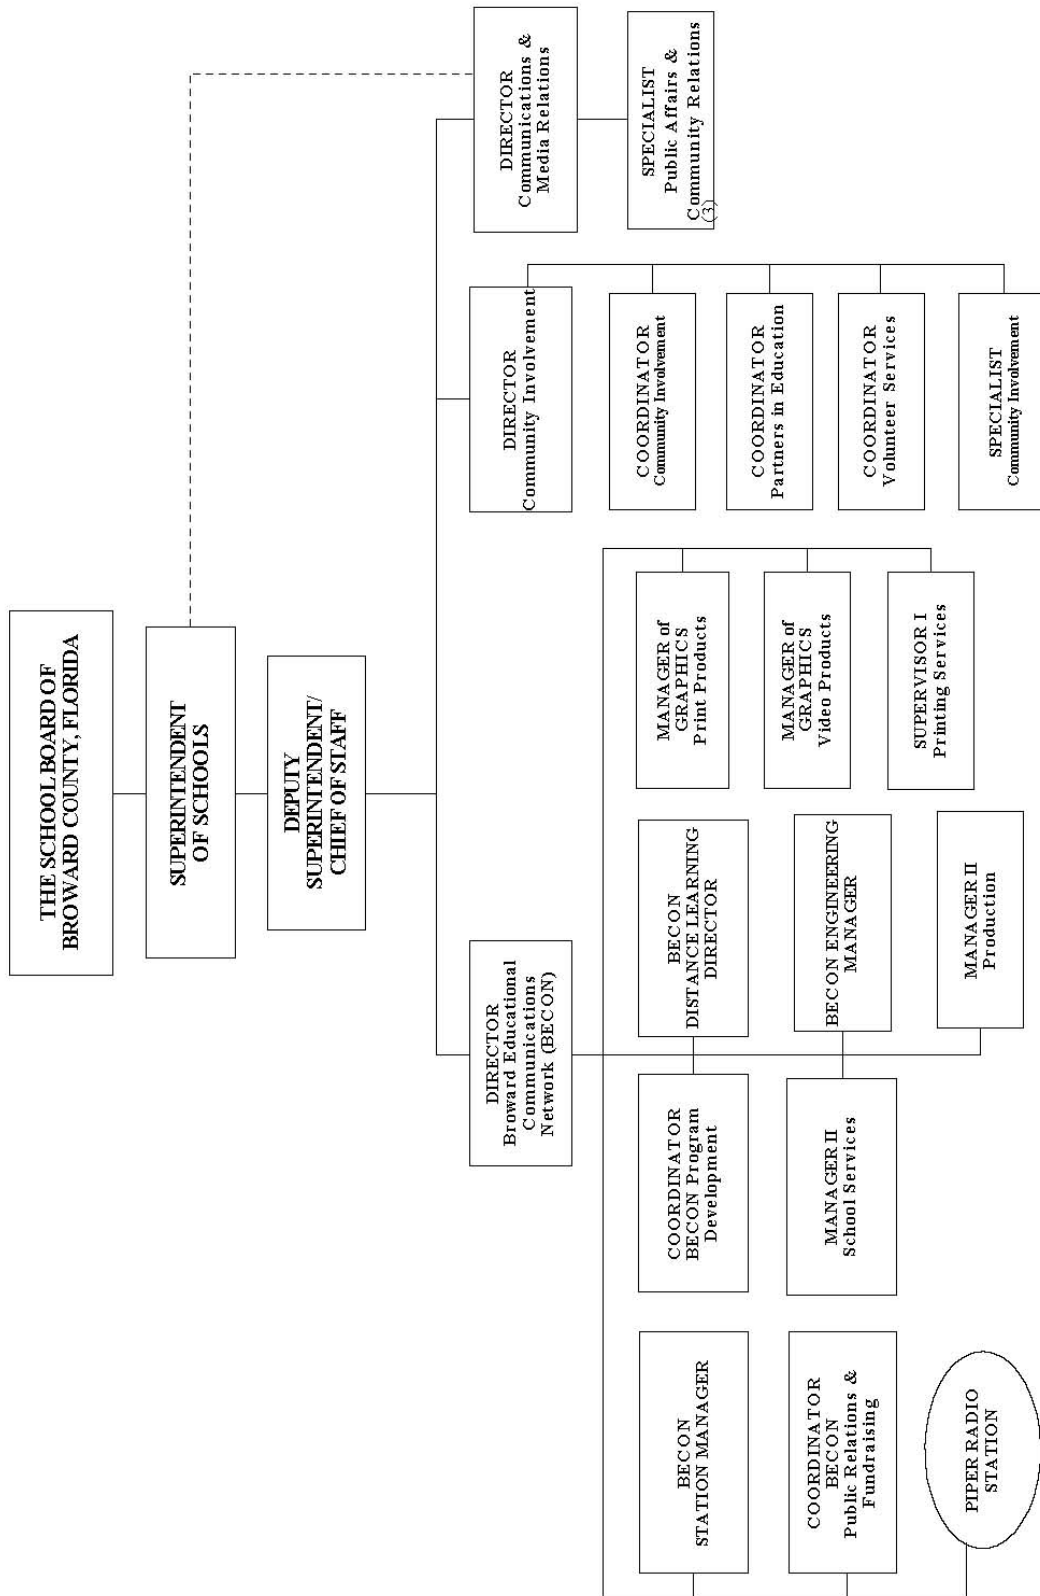 THE SCHOOL BOARD OF
BROWARD COUNTY, FLORIDA
SUPERINTENDENT
OF SCHOOLS
DEPUTY
SUPERINTENDENT/
CHIEF OF STAFF
DIRECTOR
Broward Educational
Communications
Network (BECON)
DIRECTOR
Community Involvement
DIRECTOR
Communications &
Media Relations
BECON
STATION MANAGER
COORDINATOR
BECON
Public Relations &
Fundraising
PIPER RADIO
STATION
COORDINATOR
BECON Program
Development
MANAGER II
School Services
BECON
DISTANCE LEARNING
DIRECTOR
BECON ENGINEERING
MANAGER
MANAGER II
Production
MANAGER of
GRAPHICS
Print Products
MANAGER of
GRAPHICS
Video Products
SUPERVISOR I
Printing Services
COORDINATOR
Community Involvement
COORDINATOR
Partners in Education
COORDINATOR
Volunteer Services
SPECIALIST
Community Involvement
SPECIALIST
Public Affairs &
Community Relations
(3)